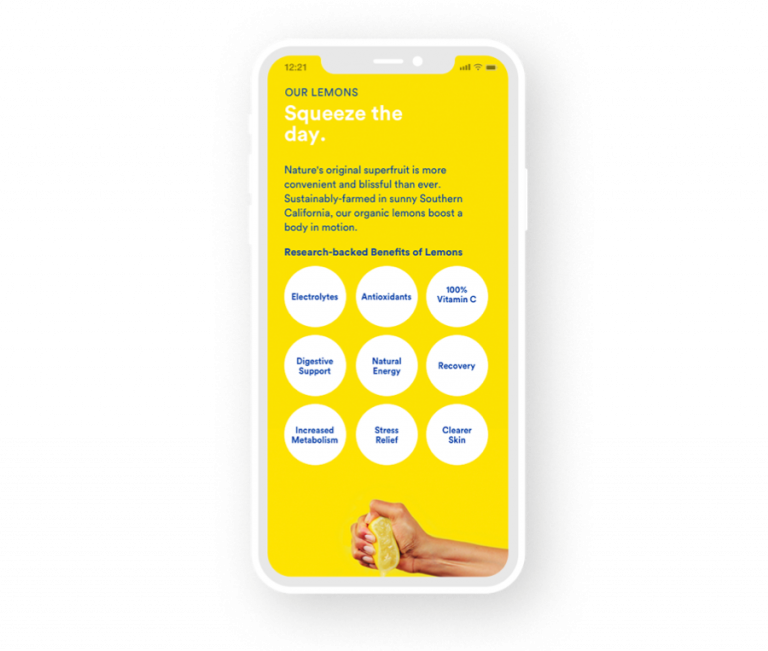 12:21
OUR LEMONS
Squeeze the
day.
Nature's original superfruit is more
convenient and blissful than ever.
Sustainably-farmed in sunny Southern
California, our organic lemons boost a
body in motion.
Research-backed Benefits of Lemons
Electrolytes
Antioxidants
100%
Vitamin C
Digestive
Support
Natural
Energy
Recovery
Increased
Metabolism
Stress
Relief
Clearer
Skin